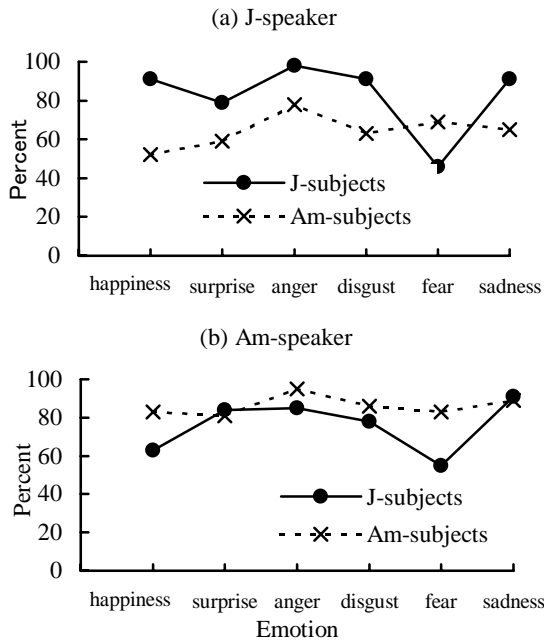 (a) J-speaker
Percent
100
80
60
40
20
0
J-subjects
Am-subjects
happiness surprise anger disgust fear sadness
(b) Am-speaker
Percent
100
80
60
40
20
0
J-subjects
Am-subjects
happiness surprise anger disgust fear sadness
Emotion